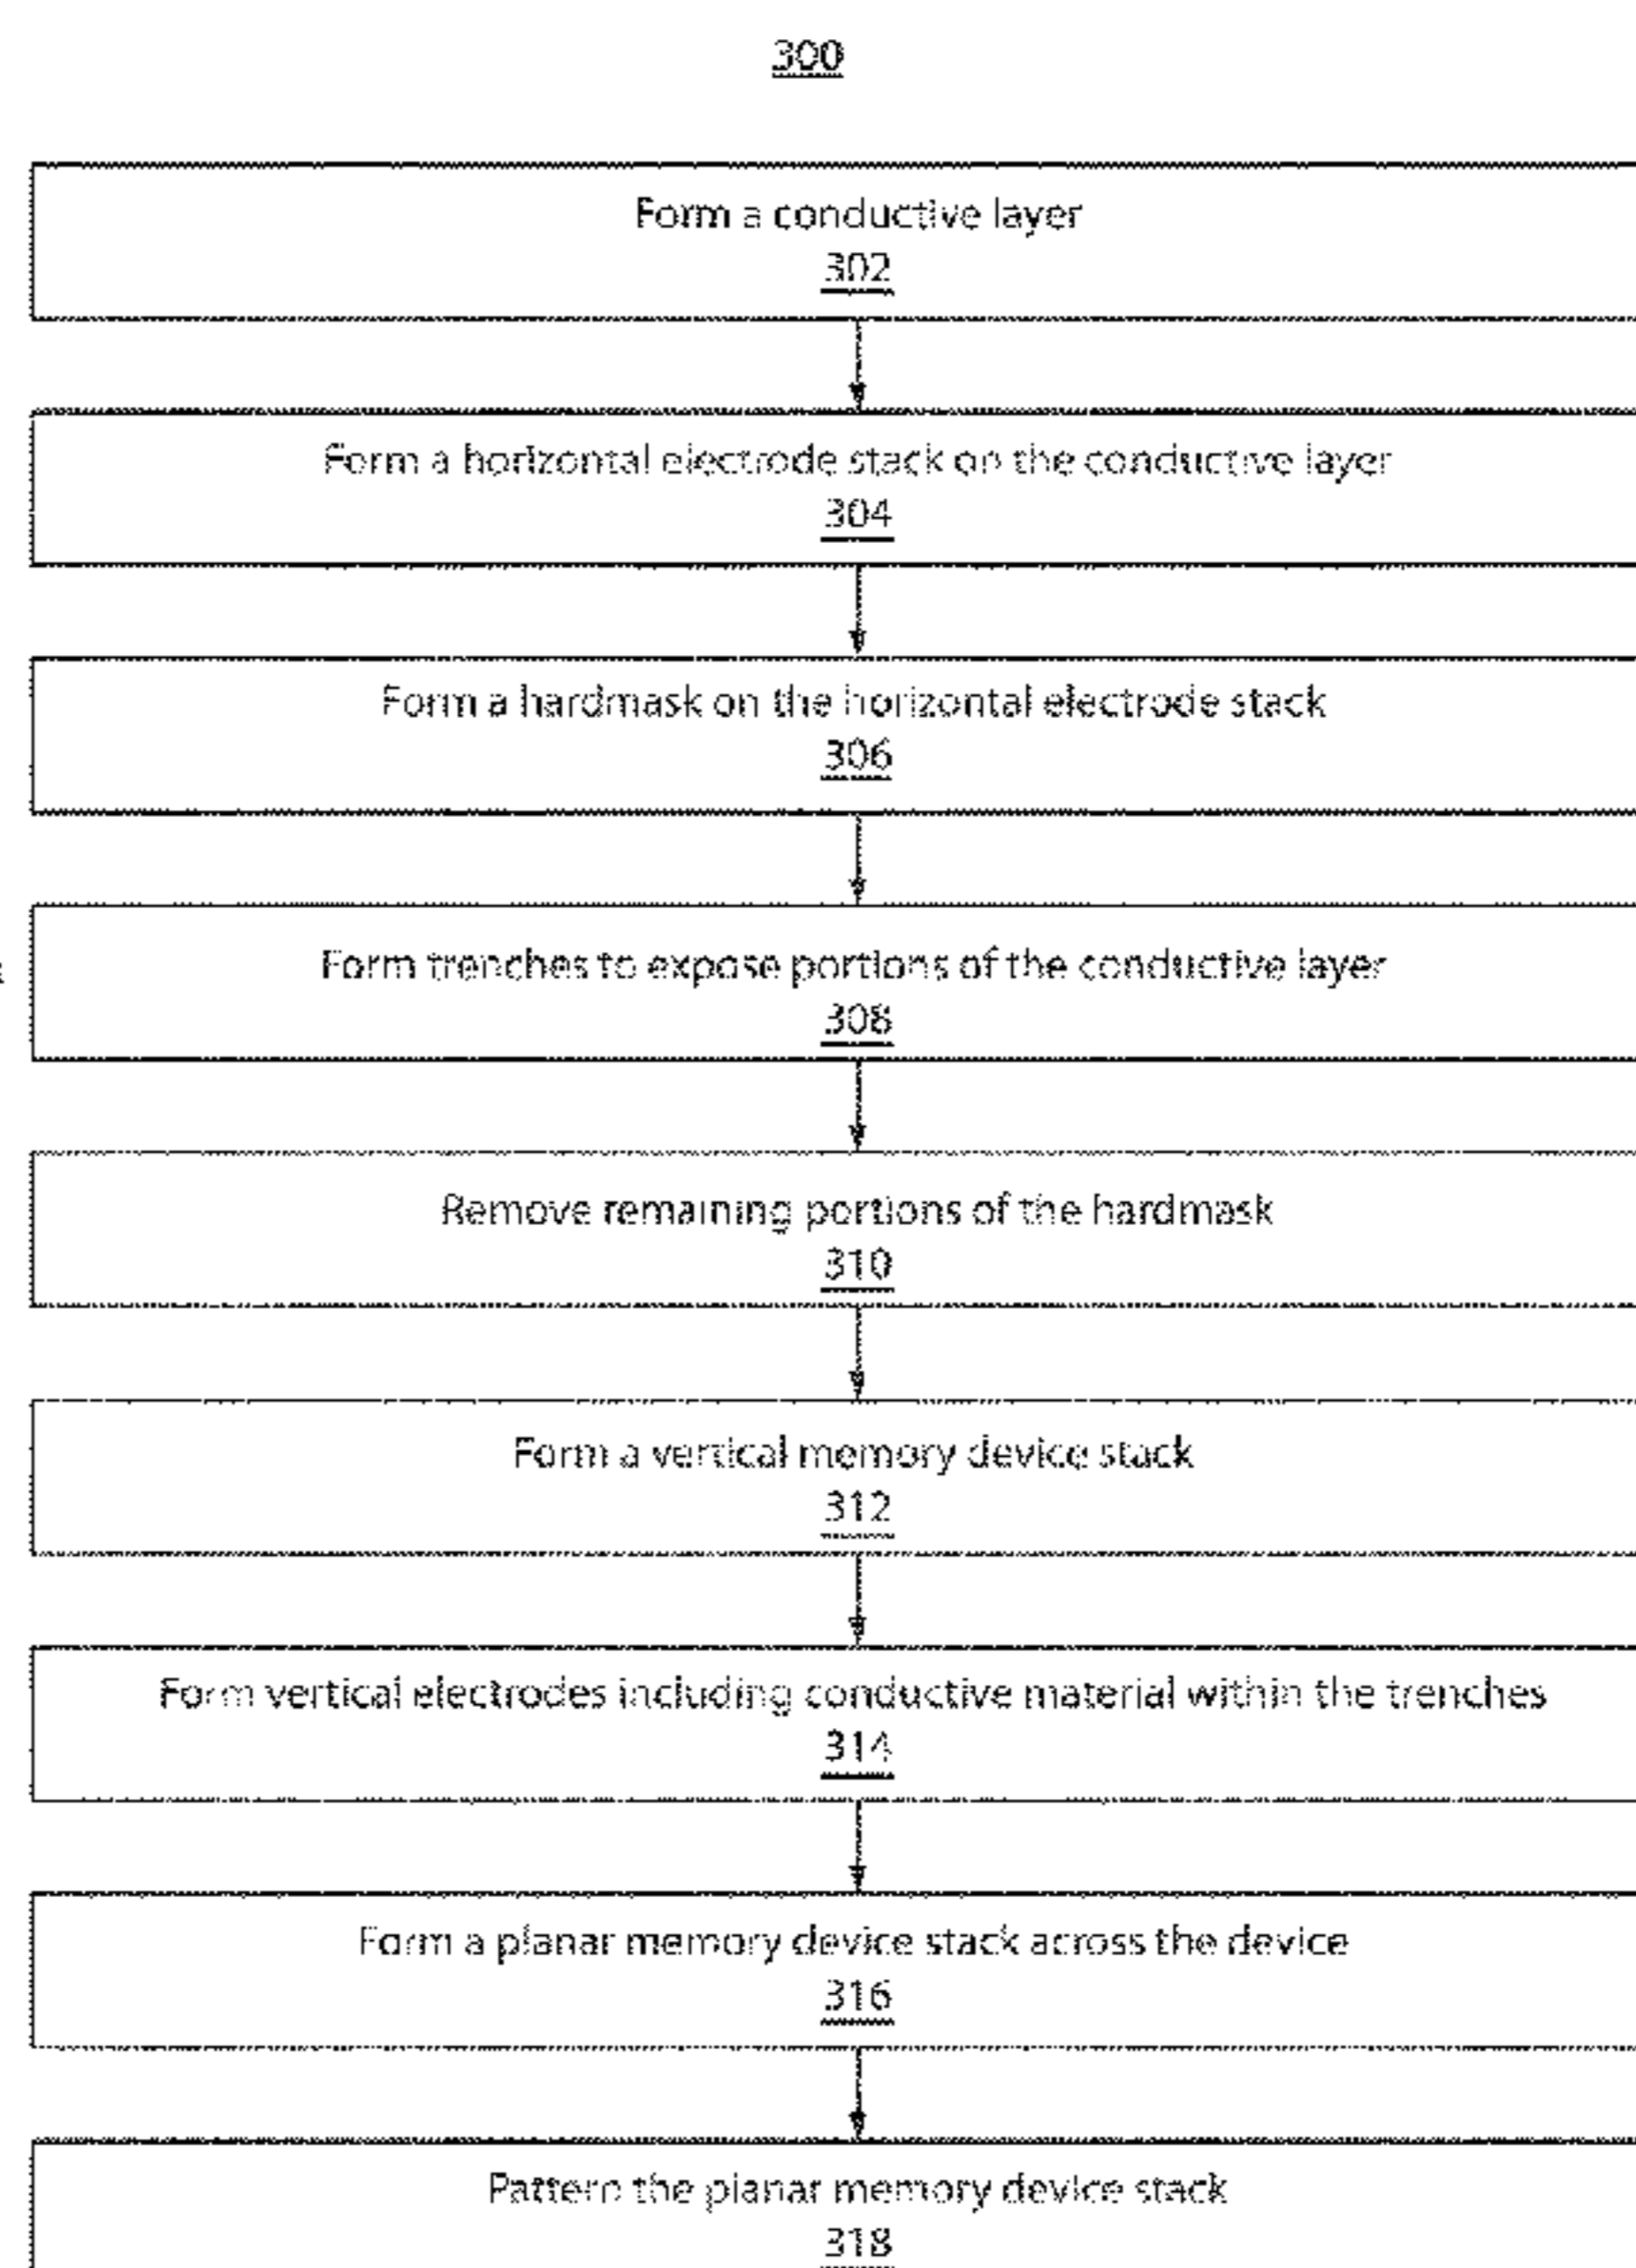 300
Form a conductive layer
302
Form a horizontal electrode stack on the conductive layer
304
Form a hardmask on the horizontal electrode stack
306
Form trenches to expose portions of the conductive layer
308
Remove remaining portions of the hardmask
310
Form a vertical memory device stack
312
Form vertical electrodes including conductive material within the trenches
314
Form a planar memory device stack across the device
316
Pattern the planar memory device stack
318